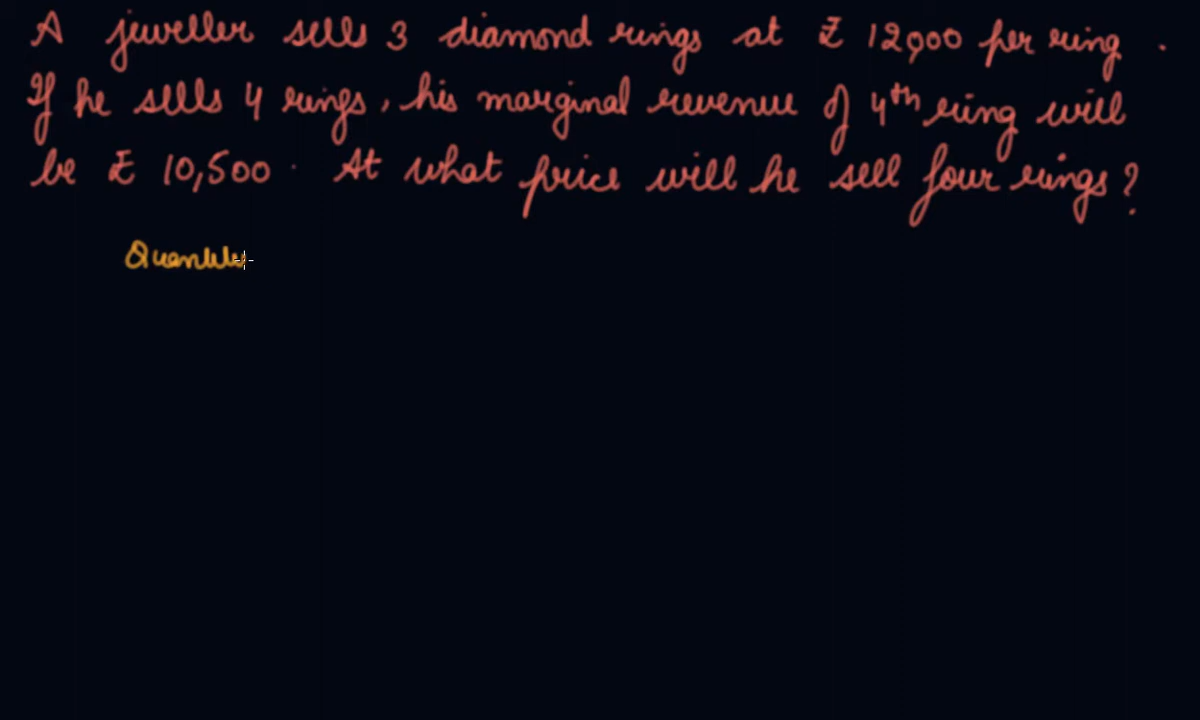 A jeweller sells 3 diamond rings at ₹ 12,000 per ring .
If he sells 4 rings, his marginal revenue of 4th ring will
be ₹ 10,500 . At what price will he sell four rings ?